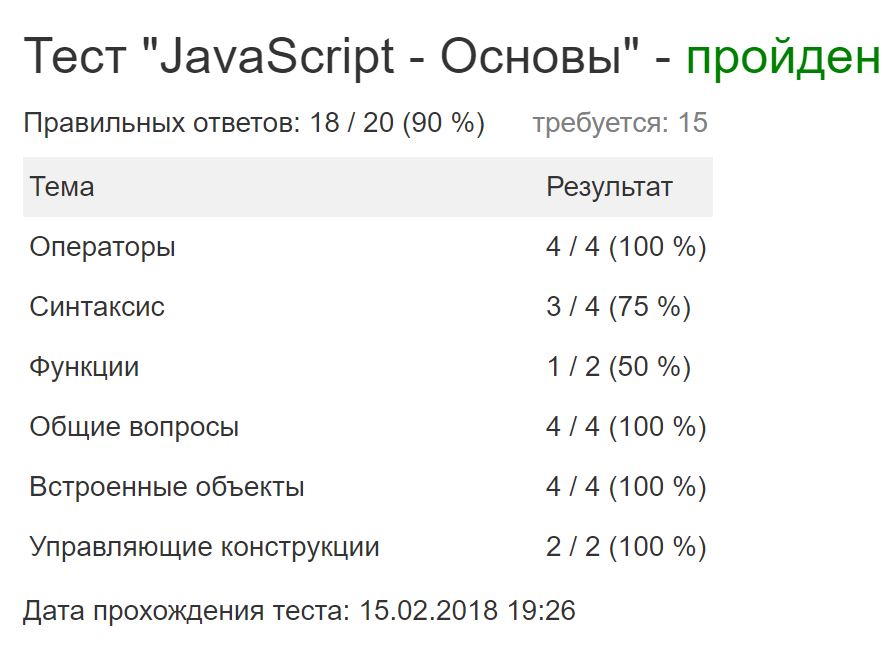 Тест "JavaScript - Основы" - пройден
Правильных ответов: 18 / 20 (90 %) требуется: 15
Тема Результат
Операторы 4 / 4 (100 %)
Синтаксис 3 / 4 (75 %)
Функции 1 / 2 (50 %)
Общие вопросы 4 / 4 (100 %)
Встроенные объекты 4 / 4 (100 %)
Управляющие конструкции 2 / 2 (100 %)
Дата прохождения теста: 15.02.2018 19:26